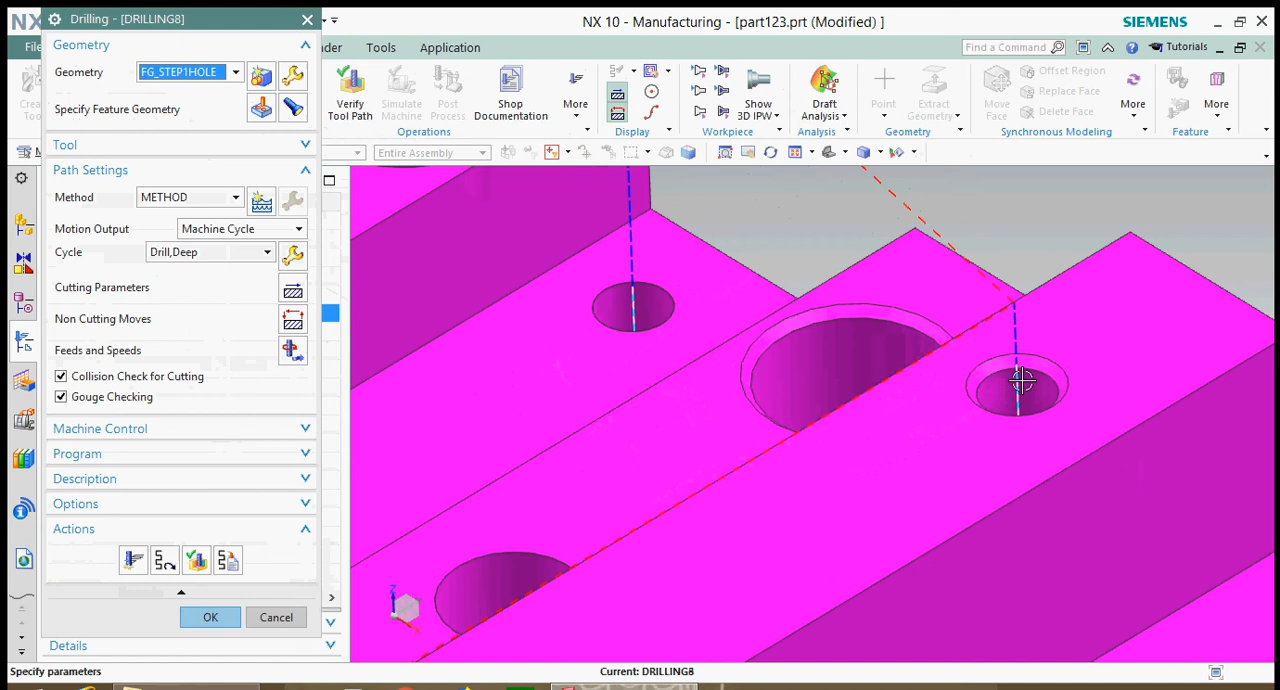 NX
Drilling - [DRILLING8]
NX 10 - Manufacturing - [part123.prt (Modified) ]
SIEMENS
Geometry
Geometry FG_STEP1HOLE
Specify Feature Geometry
Tool
Path Settings
Method METHOD
Motion Output Machine Cycle
Cycle Drill,Deep
Cutting Parameters
Non Cutting Moves
Feeds and Speeds
Collision Check for Cutting
Gouge Checking
Machine Control
Program
Description
Options
Actions
OK Cancel
Details
Tools Application
Find a Command
Tutorials
Verify Tool Path
Simulate Machine
Post Process
Shop Documentation
More
Show 3D IPW
Draft Analysis
Point
Extract Geometry
Move Face
Offset Region
Replace Face
Delete Face
More
More
Operations Display Workpiece Analysis Geometry Synchronous Modeling Feature
Entire Assembly
Specify parameters
Current: DRILLING8